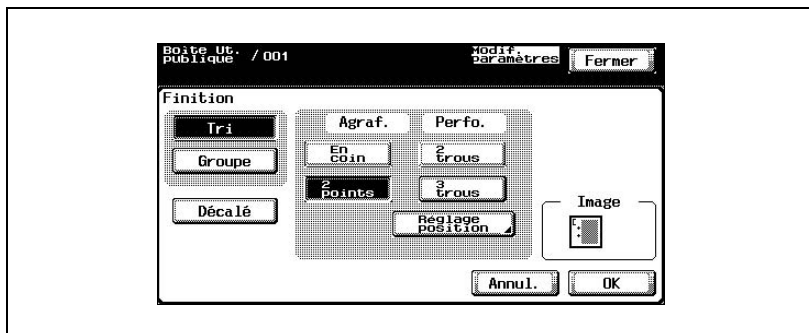 Boîte Ut.
publique / 001
Modif.
paramètres
Fermer
Finition
Tri
Groupe
Décalé
Agraf.
Perfo.
En
coin
2
trous
2
points
3
trous
Réglage
position
Image
Annul.
OK